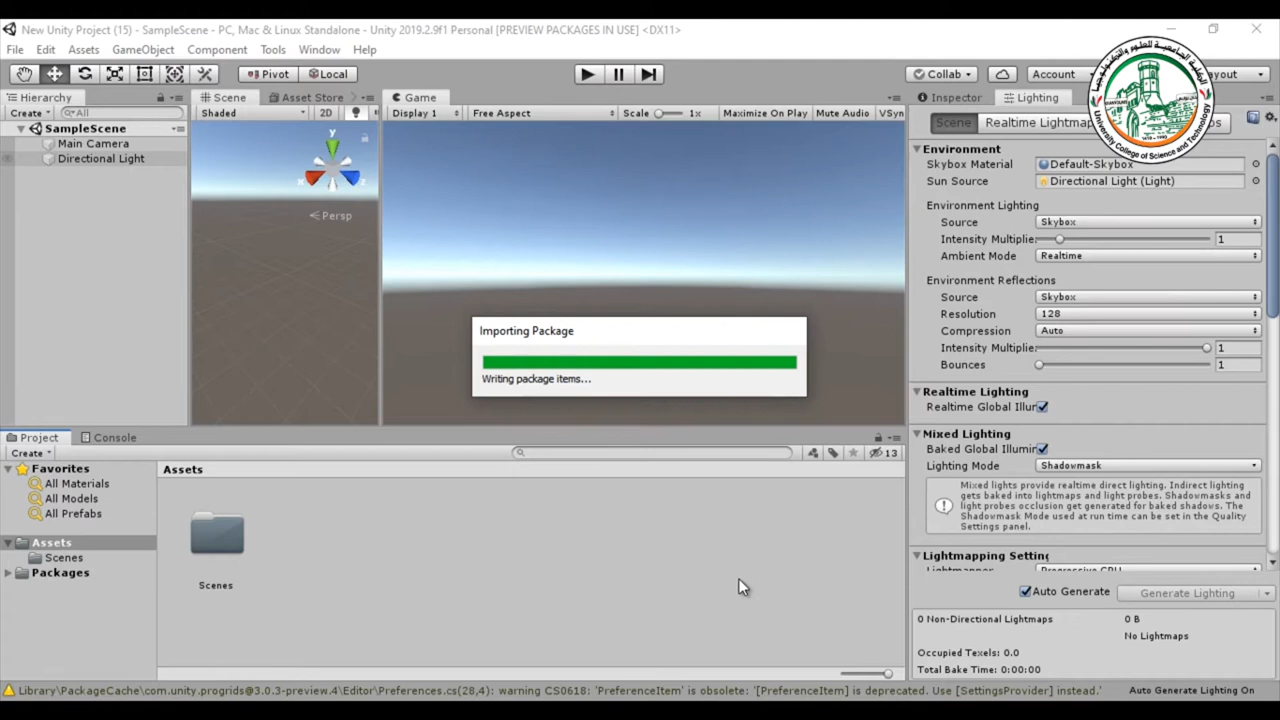 New Unity Project (15) - SampleScene - PC, Mac & Linux Standalone - Unity 2019.2.9f1 Personal [PREVIEW PACKAGES IN USE] <DX11>
File Edit Assets GameObject Component Tools Window Help
Pivot Local Collab Account
Hierarchy
Create All
SampleScene
Main Camera
Directional Light
Scene Asset Store
Shaded 2D
y
x z
Persp
Game
Display 1 Free Aspect Scale 1x Maximize On Play Mute Audio VSyn
Importing Package
Writing package items...
Inspector Lighting
University College of Science and Technology
Scene Realtime Lightmap
Environment
Skybox Material Default-Skybox
Sun Source Directional Light (Light)
Environment Lighting
Source Skybox
Intensity Multiplie 1
Ambient Mode Realtime
Environment Reflections
Source Skybox
Resolution 128
Compression Auto
Intensity Multiplie 1
Bounces 1
Realtime Lighting
Realtime Global Illur
Mixed Lighting
Baked Global Illumin
Lighting Mode Shadowmask
Mixed lights provide realtime direct lighting. Indirect lighting
gets baked into lightmaps and light probes. Shadowmasks and
light probes occlusion get generated for baked shadows. The
Shadowmask Mode used at run time can be set in the Quality
Settings panel.
Lightmapping Setting
Lightmapper Progressive CPU
Auto Generate Generate Lighting
0 Non-Directional Lightmaps 0 B
No Lightmaps
Occupied Texels: 0.0
Total Bake Time: 0:00:00
Project Console
Create 13
Favorites
All Materials
All Models
All Prefabs
Assets
Scenes
Packages
Assets
Scenes
Library\PackageCache\com.unity.progrids@3.0.3-preview.4\Editor\Preferences.cs(28,4): warning CS0618: 'PreferenceItem' is obsolete: '[PreferenceItem] is deprecated. Use [SettingsProvider] instead.' Auto Generate Lighting On